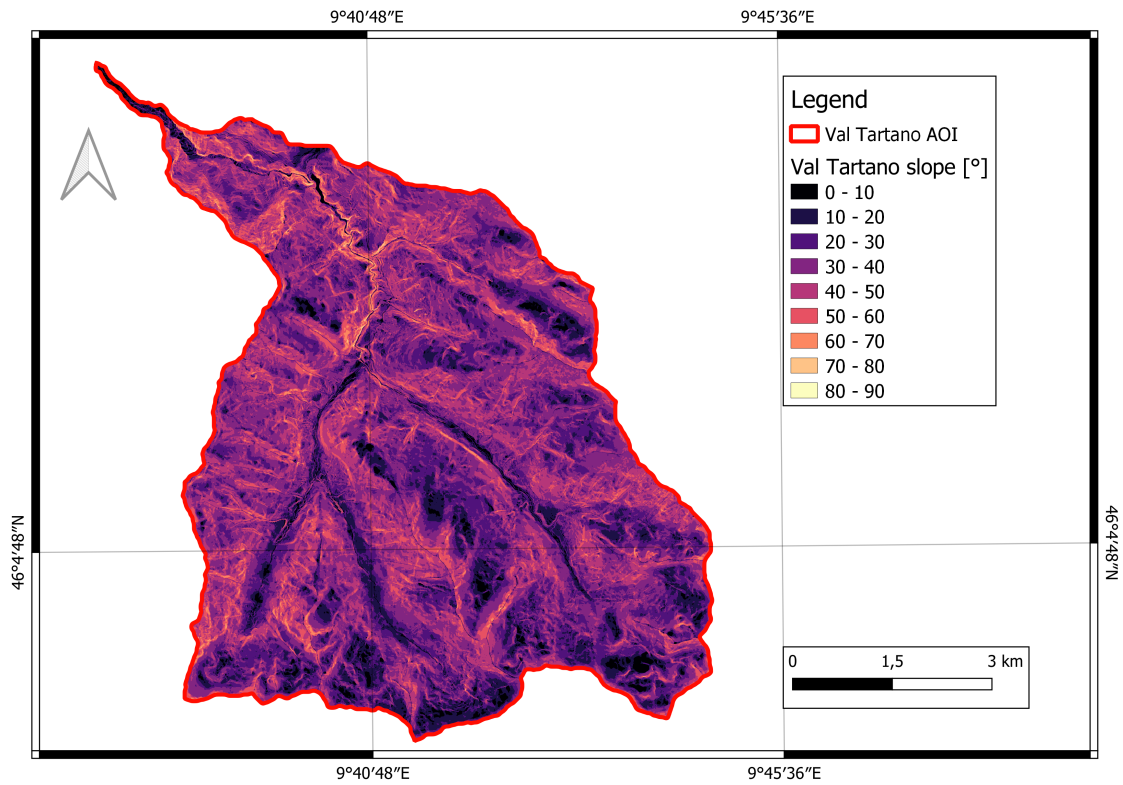 9°40′48″E
9°45′36″E
Legend
Val Tartano AOI
Val Tartano slope [°]
0 - 10
10 - 20
20 - 30
30 - 40
40 - 50
50 - 60
60 - 70
70 - 80
80 - 90
46°4′48″N
46°4′48″N
0 1,5 3 km
9°40′48″E
9°45′36″E